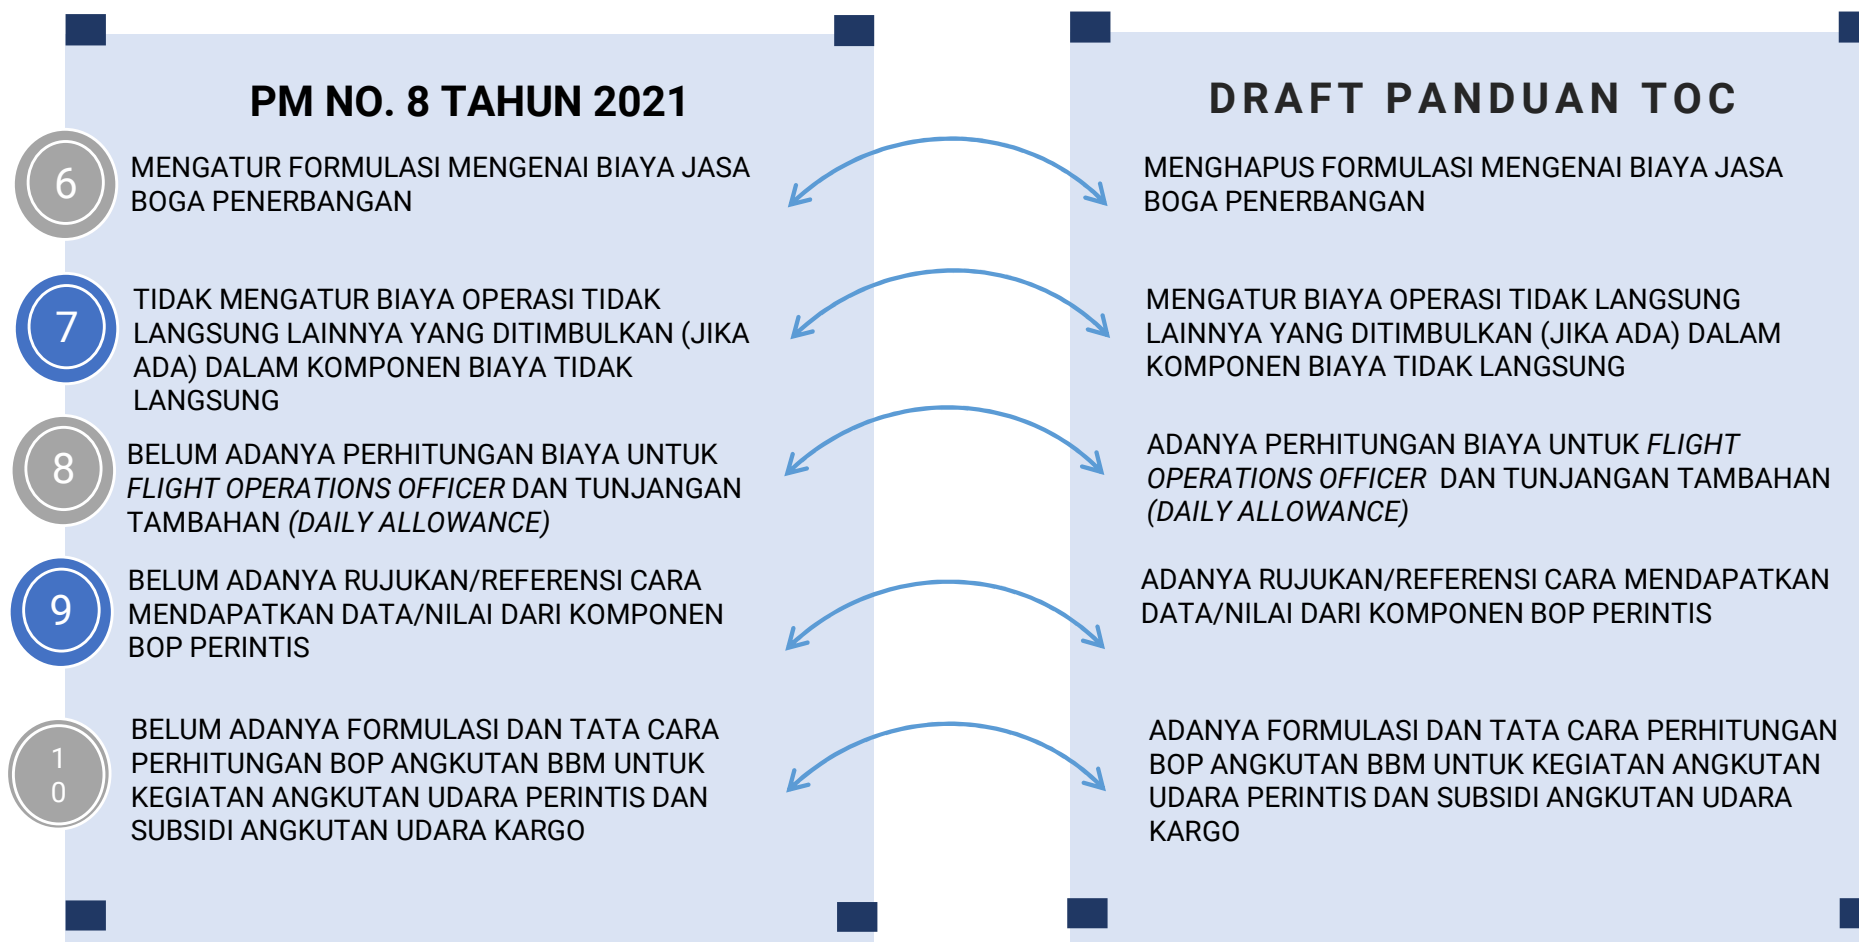 PM NO. 8 TAHUN 2021
6
MENGATUR FORMULASI MENGENAI BIAYA JASA
BOGA PENERBANGAN
7
TIDAK MENGATUR BIAYA OPERASI TIDAK
LANGSUNG LAINNYA YANG DITIMBULKAN (JIKA
ADA) DALAM KOMPONEN BIAYA TIDAK
LANGSUNG
8
BELUM ADANYA PERHITUNGAN BIAYA UNTUK
FLIGHT OPERATIONS OFFICER DAN TUNJANGAN
TAMBAHAN (DAILY ALLOWANCE)
9
BELUM ADANYA RUJUKAN/REFERENSI CARA
MENDAPATKAN DATA/NILAI DARI KOMPONEN
BOP PERINTIS
1
0
BELUM ADANYA FORMULASI DAN TATA CARA
PERHITUNGAN BOP ANGKUTAN BBM UNTUK
KEGIATAN ANGKUTAN UDARA PERINTIS DAN
SUBSIDI ANGKUTAN UDARA KARGO
DRAFT PANDUAN TOC
MENGHAPUS FORMULASI MENGENAI BIAYA JASA
BOGA PENERBANGAN
MENGATUR BIAYA OPERASI TIDAK LANGSUNG
LAINNYA YANG DITIMBULKAN (JIKA ADA) DALAM
KOMPONEN BIAYA TIDAK LANGSUNG
ADANYA PERHITUNGAN BIAYA UNTUK FLIGHT
OPERATIONS OFFICER DAN TUNJANGAN TAMBAHAN
(DAILY ALLOWANCE)
ADANYA RUJUKAN/REFERENSI CARA MENDAPATKAN
DATA/NILAI DARI KOMPONEN BOP PERINTIS
ADANYA FORMULASI DAN TATA CARA PERHITUNGAN
BOP ANGKUTAN BBM UNTUK KEGIATAN ANGKUTAN
UDARA PERINTIS DAN SUBSIDI ANGKUTAN UDARA
KARGO